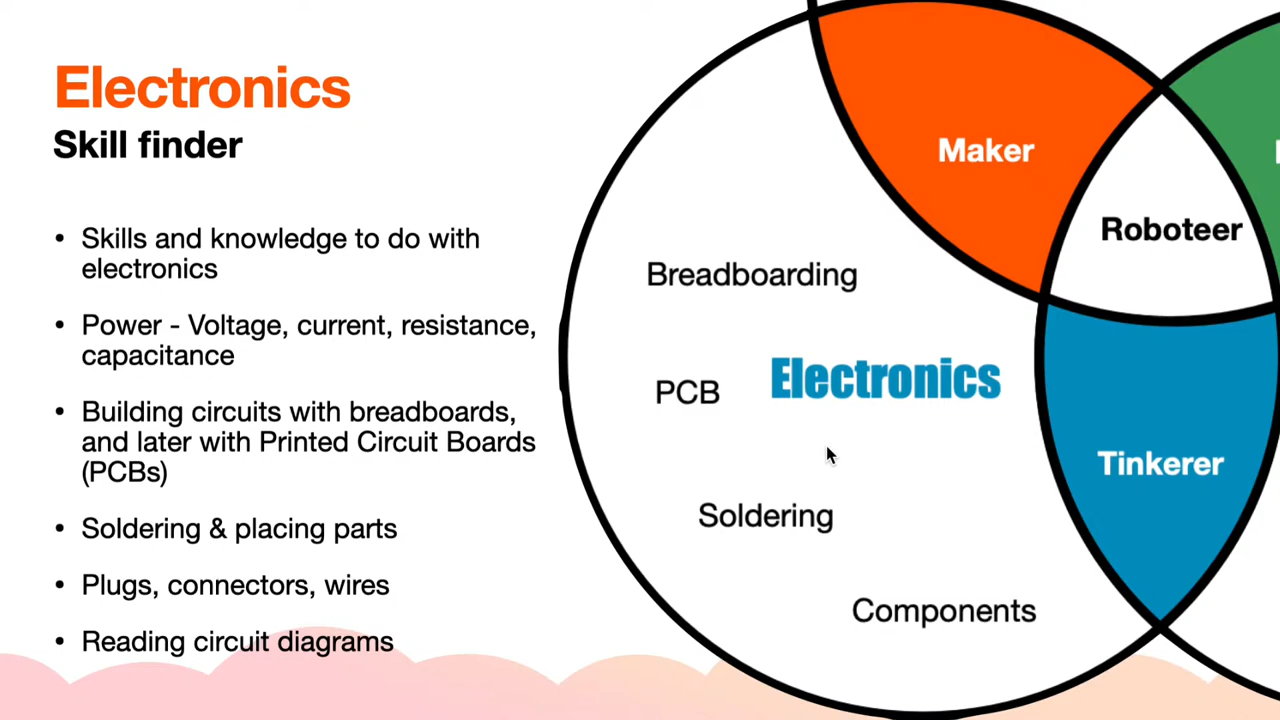 Electronics
Skill finder
• Skills and knowledge to do with
electronics
• Power - Voltage, current, resistance,
capacitance
• Building circuits with breadboards,
and later with Printed Circuit Boards
(PCBs)
• Soldering & placing parts
• Plugs, connectors, wires
• Reading circuit diagrams
Maker
Roboteer
Breadboarding
PCB
Electronics
Tinkerer
Soldering
Components